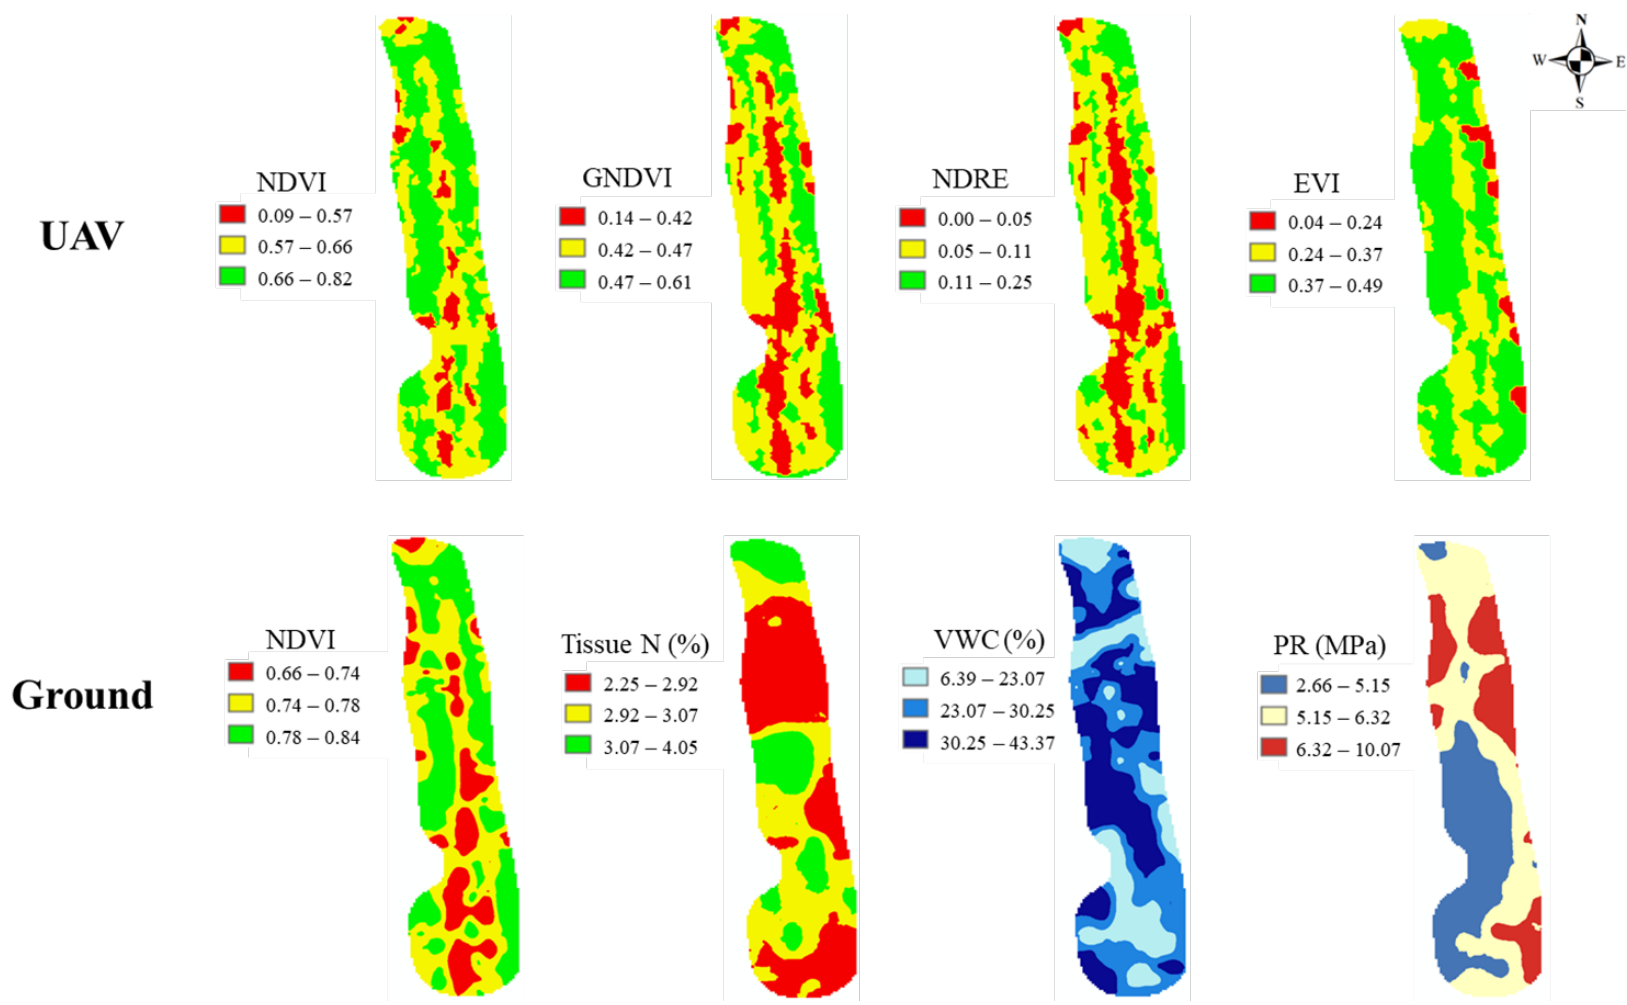 N
W E
S
UAV
NDVI
0.09 – 0.57
0.57 – 0.66
0.66 – 0.82
GNDVI
0.14 – 0.42
0.42 – 0.47
0.47 – 0.61
NDRE
0.00 – 0.05
0.05 – 0.11
0.11 – 0.25
EVI
0.04 – 0.24
0.24 – 0.37
0.37 – 0.49
Ground
NDVI
0.66 – 0.74
0.74 – 0.78
0.78 – 0.84
Tissue N (%)
2.25 – 2.92
2.92 – 3.07
3.07 – 4.05
VWC (%)
6.39 – 23.07
23.07 – 30.25
30.25 – 43.37
PR (MPa)
2.66 – 5.15
5.15 – 6.32
6.32 – 10.07